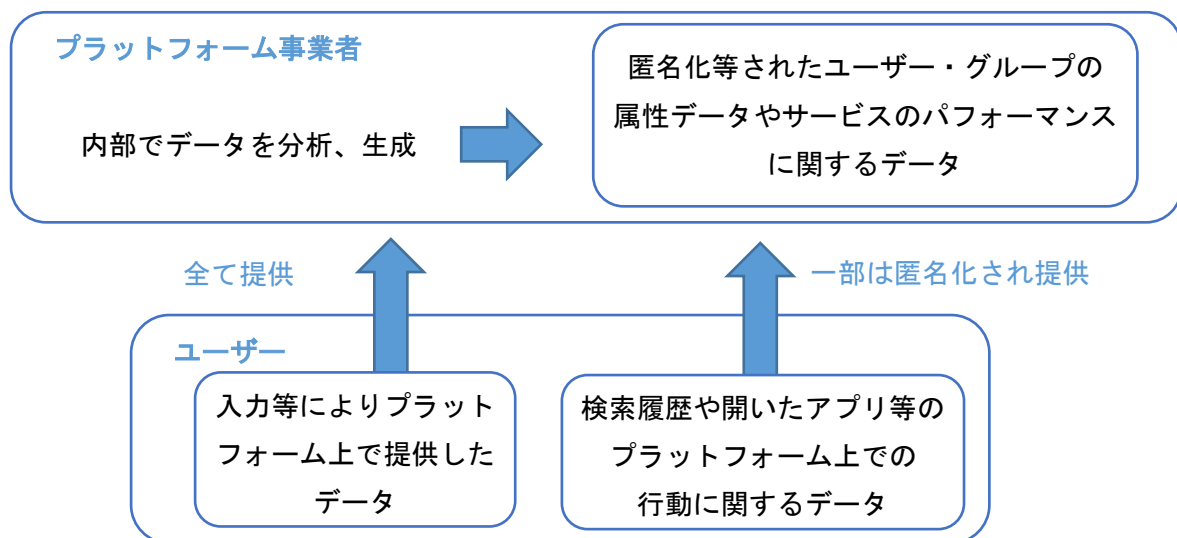 プラットフォーム事業者
内部でデータを分析、生成
匿名化等されたユーザー・グループの
属性データやサービスのパフォーマンス
に関するデータ
全て提供
一部は匿名化され提供
ユーザー
入力等によりプラット
フォーム上で提供した
データ
検索履歴や開いたアプリ等の
プラットフォーム上での
行動に関するデータ